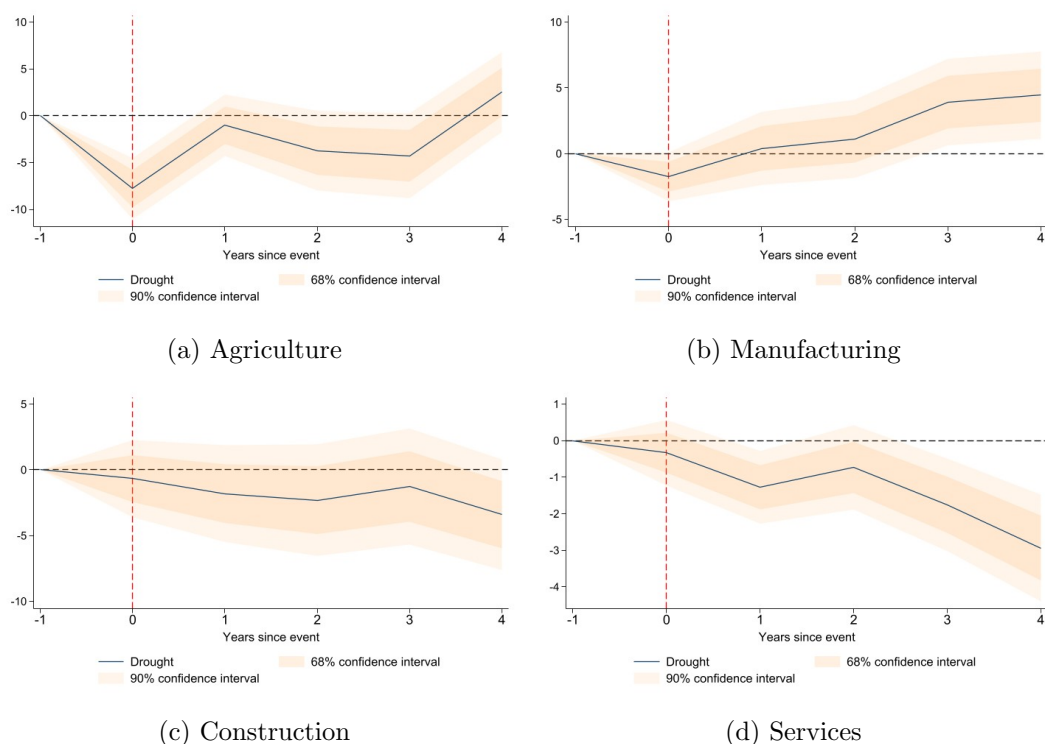 10
5
0
-5
-10
-1 0 1 2 3 4
Years since event
Drought 68% confidence interval
90% confidence interval
(a) Agriculture
10
5
0
-5
-1 0 1 2 3 4
Years since event
Drought 68% confidence interval
90% confidence interval
(b) Manufacturing
5
0
-5
-10
-1 0 1 2 3 4
Years since event
Drought 68% confidence interval
90% confidence interval
(c) Construction
1
0
-1
-2
-3
-4
-1 0 1 2 3 4
Years since event
Drought 68% confidence interval
90% confidence interval
(d) Services